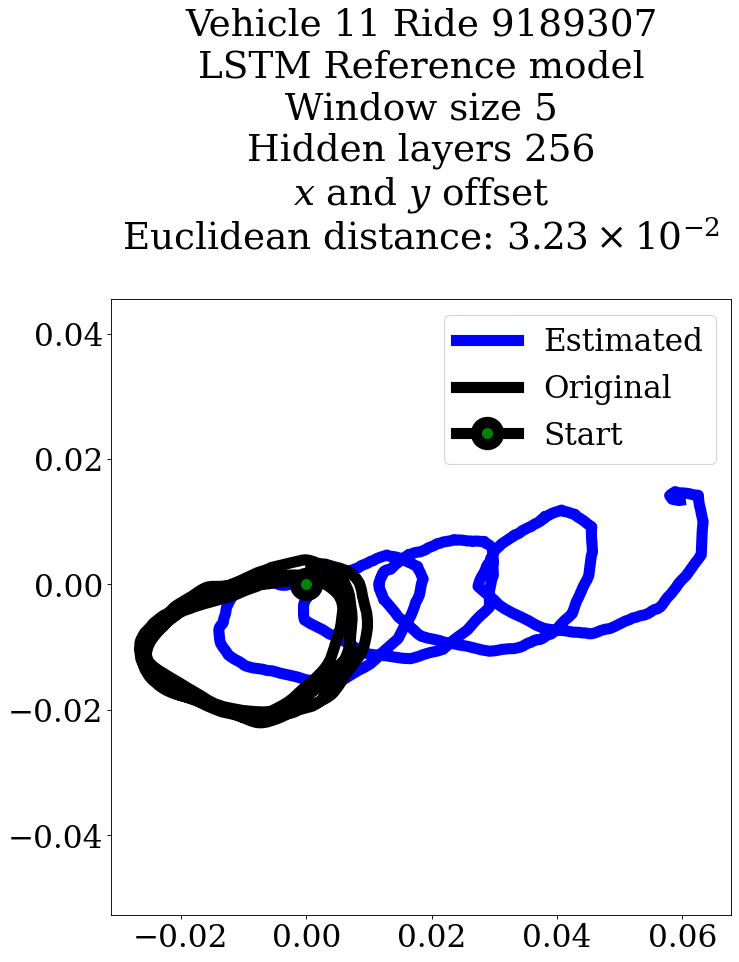 Vehicle 11 Ride 9189307
LSTM Reference model
Window size 5
Hidden layers 256
x and y offset
Euclidean distance: 3.23 × 10⁻²
Estimated
Original
Start
0.04
0.02
0.00
−0.02
−0.04
−0.02 0.00 0.02 0.04 0.06